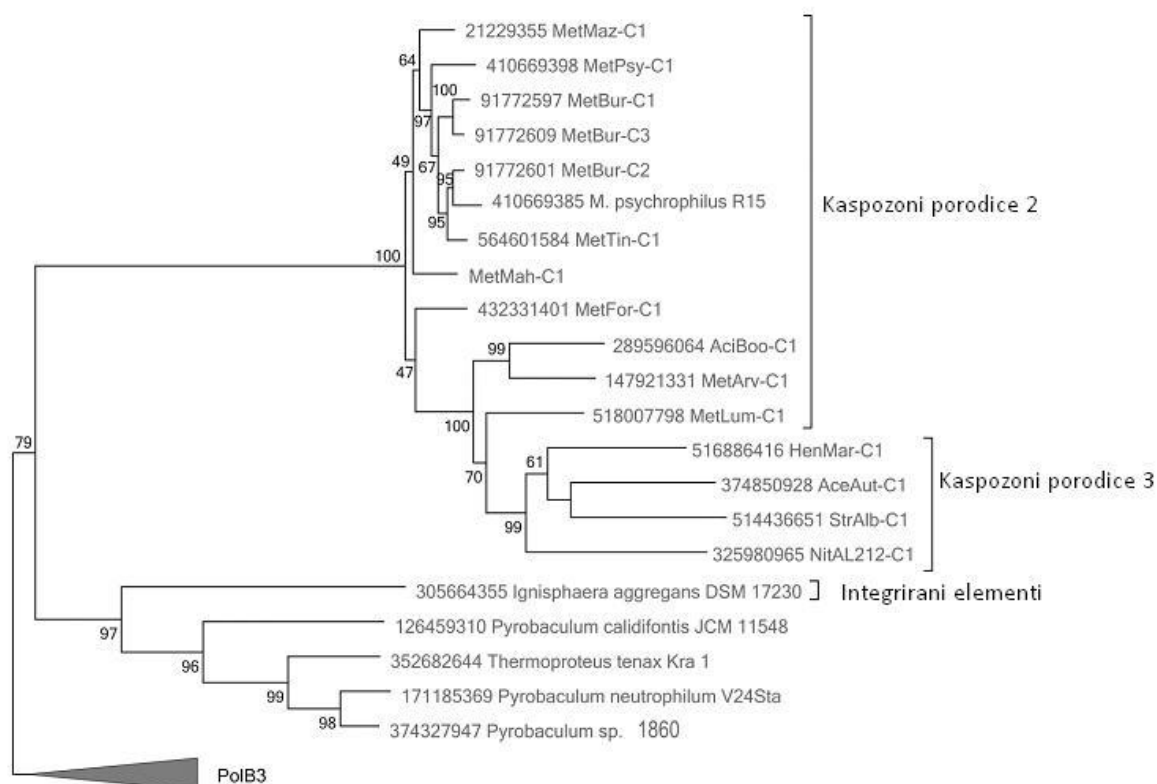 21229355 MetMaz-C1
64
410669398 MetPsy-C1
100
91772597 MetBur-C1
97
91772609 MetBur-C3
49
67
91772601 MetBur-C2
95
410669385 M. psychrophilus R15
Kaspozoni porodice 2
95
564601584 MetTin-C1
100
MetMah-C1
432331401 MetFor-C1
99
289596064 AciBoo-C1
47
147921331 MetArv-C1
518007798 MetLum-C1
100
79
516886416 HenMar-C1
61
70
374850928 AceAut-C1
Kaspozoni porodice 3
514436651 StrAlb-C1
99
325980965 NitAL212-C1
305664355 Ignisphaera aggregans DSM 17230
Integrirani elementi
97
126459310 Pyrobaculum calidifontis JCM 11548
96
352682644 Thermoproteus tenax Kra 1
99
171185369 Pyrobaculum neutrophilum V24Sta
98
374327947 Pyrobaculum sp. 1860
PolB3